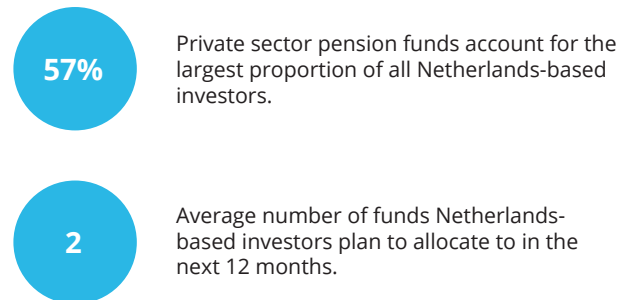 57%
Private sector pension funds account for the
largest proportion of all Netherlands-based
investors.
2
Average number of funds Netherlands-
based investors plan to allocate to in the
next 12 months.